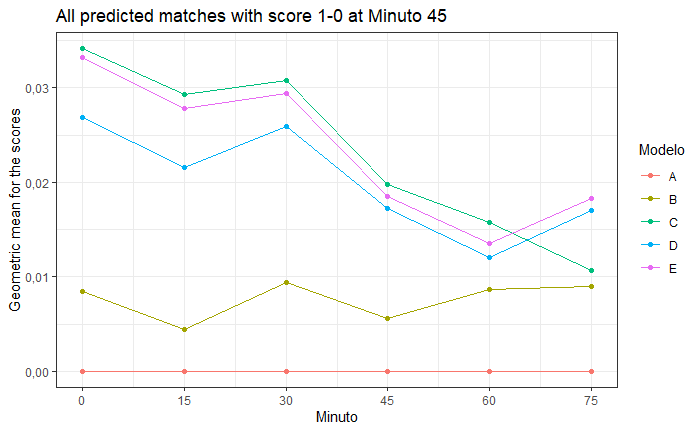 All predicted matches with score 1-0 at Minuto 45
Geometric mean for the scores
0,03
0,02
0,01
0,00
0 15 30 45 60 75
Minuto
Modelo
A
B
C
D
E